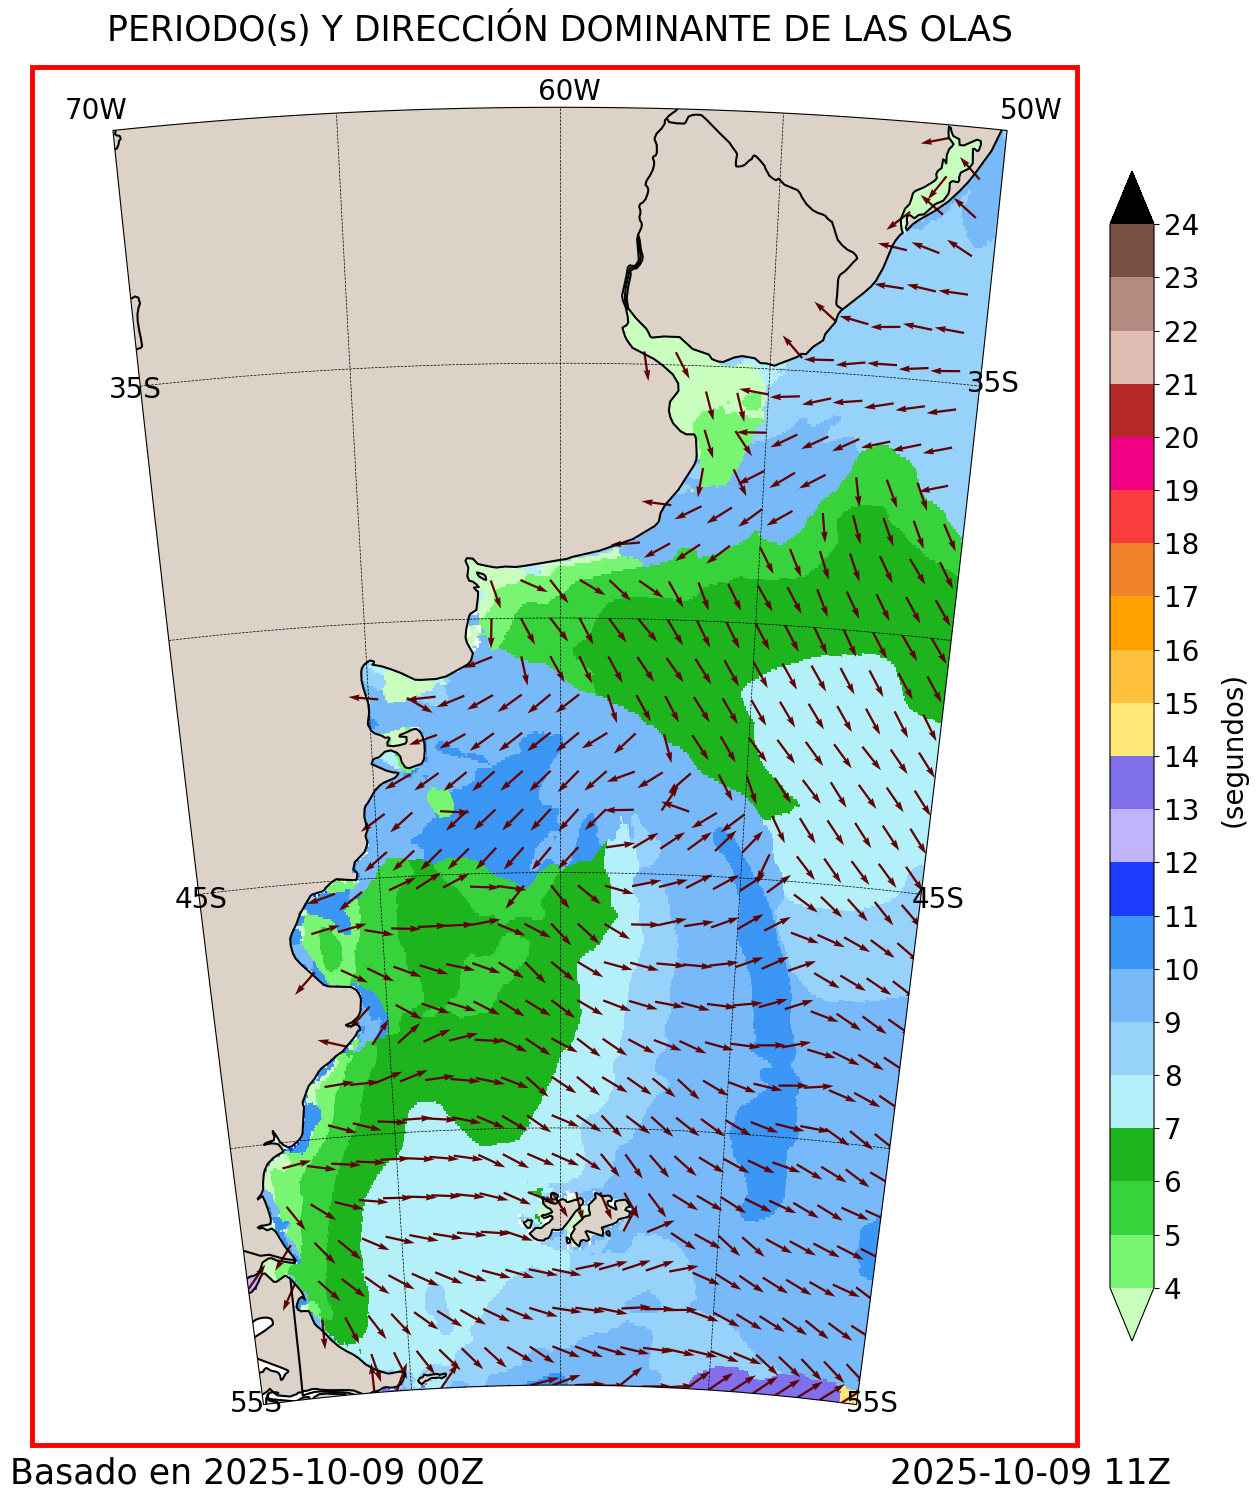 PERIODO(s) Y DIRECCIÓN DOMINANTE DE LAS OLAS
70W
60W
50W
35S
35S
45S
45S
55S
55S
24
23
22
21
20
19
18
17
16
15
14
13
12
11
10
9
8
7
6
5
4
(segundos)
Basado en 2025-10-09 00Z
2025-10-09 11Z